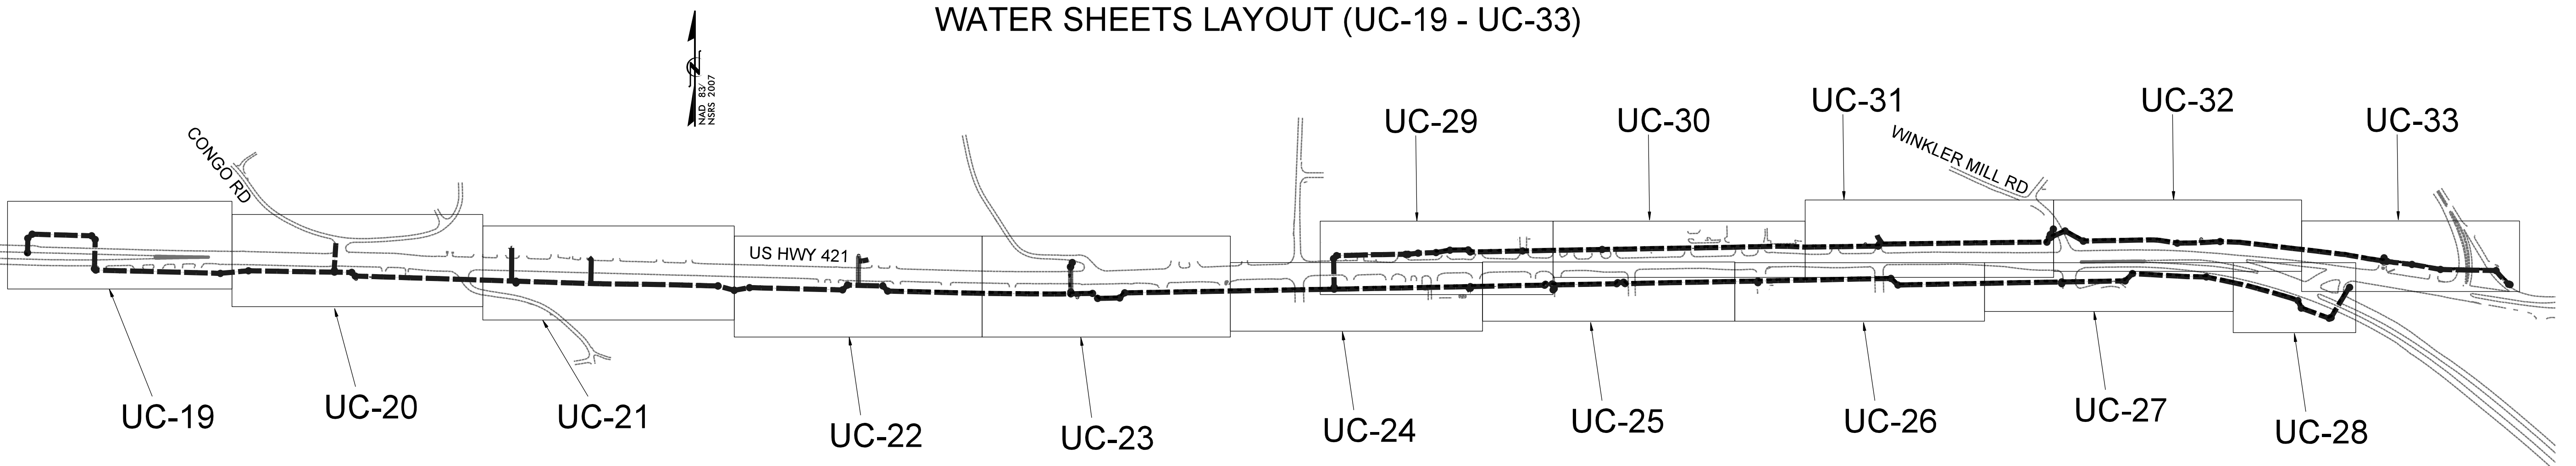 WATER SHEETS LAYOUT (UC-19 - UC-33)
N
NAD 83/
NSRS 2007
UC-29
UC-30
UC-31
UC-32
UC-33
CONGO RD
WINKLER MILL RD
US HWY 421
UC-19
UC-20
UC-21
UC-22
UC-23
UC-24
UC-25
UC-26
UC-27
UC-28